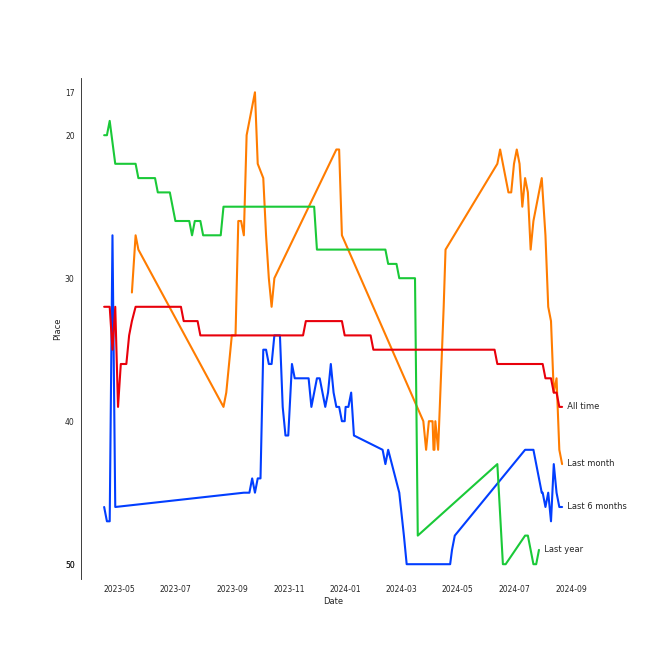 17
20
30
40
50
Place
2023-05
2023-07
2023-09
2023-11
2024-01
2024-03
2024-05
2024-07
2024-09
Date
All time
Last month
Last 6 months
Last year